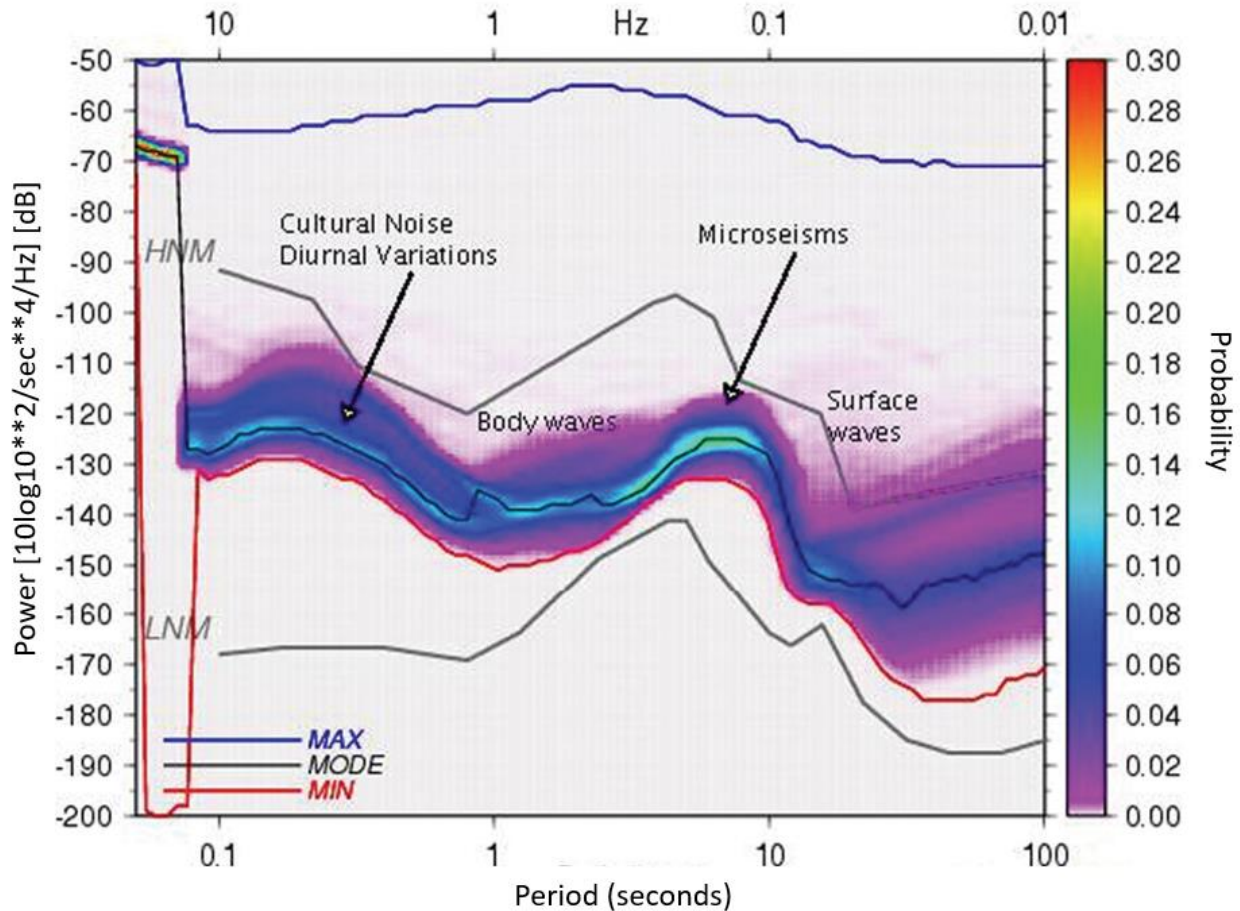 10 1 Hz 0.1 0.01
-50
-60
-70
-80
-90
-100
-110
-120
-130
-140
-150
-160
-170
-180
-190
-200
Power [10log10**2/sec**4/Hz] [dB]
HNM
Cultural Noise
Diurnal Variations
Microseisms
Body waves
Surface
waves
LNM
MAX
MODE
MIN
0.1 1 10 100
Period (seconds)
0.30
0.28
0.26
0.24
0.22
0.20
0.18
0.16
0.14
0.12
0.10
0.08
0.06
0.04
0.02
0.00
Probability